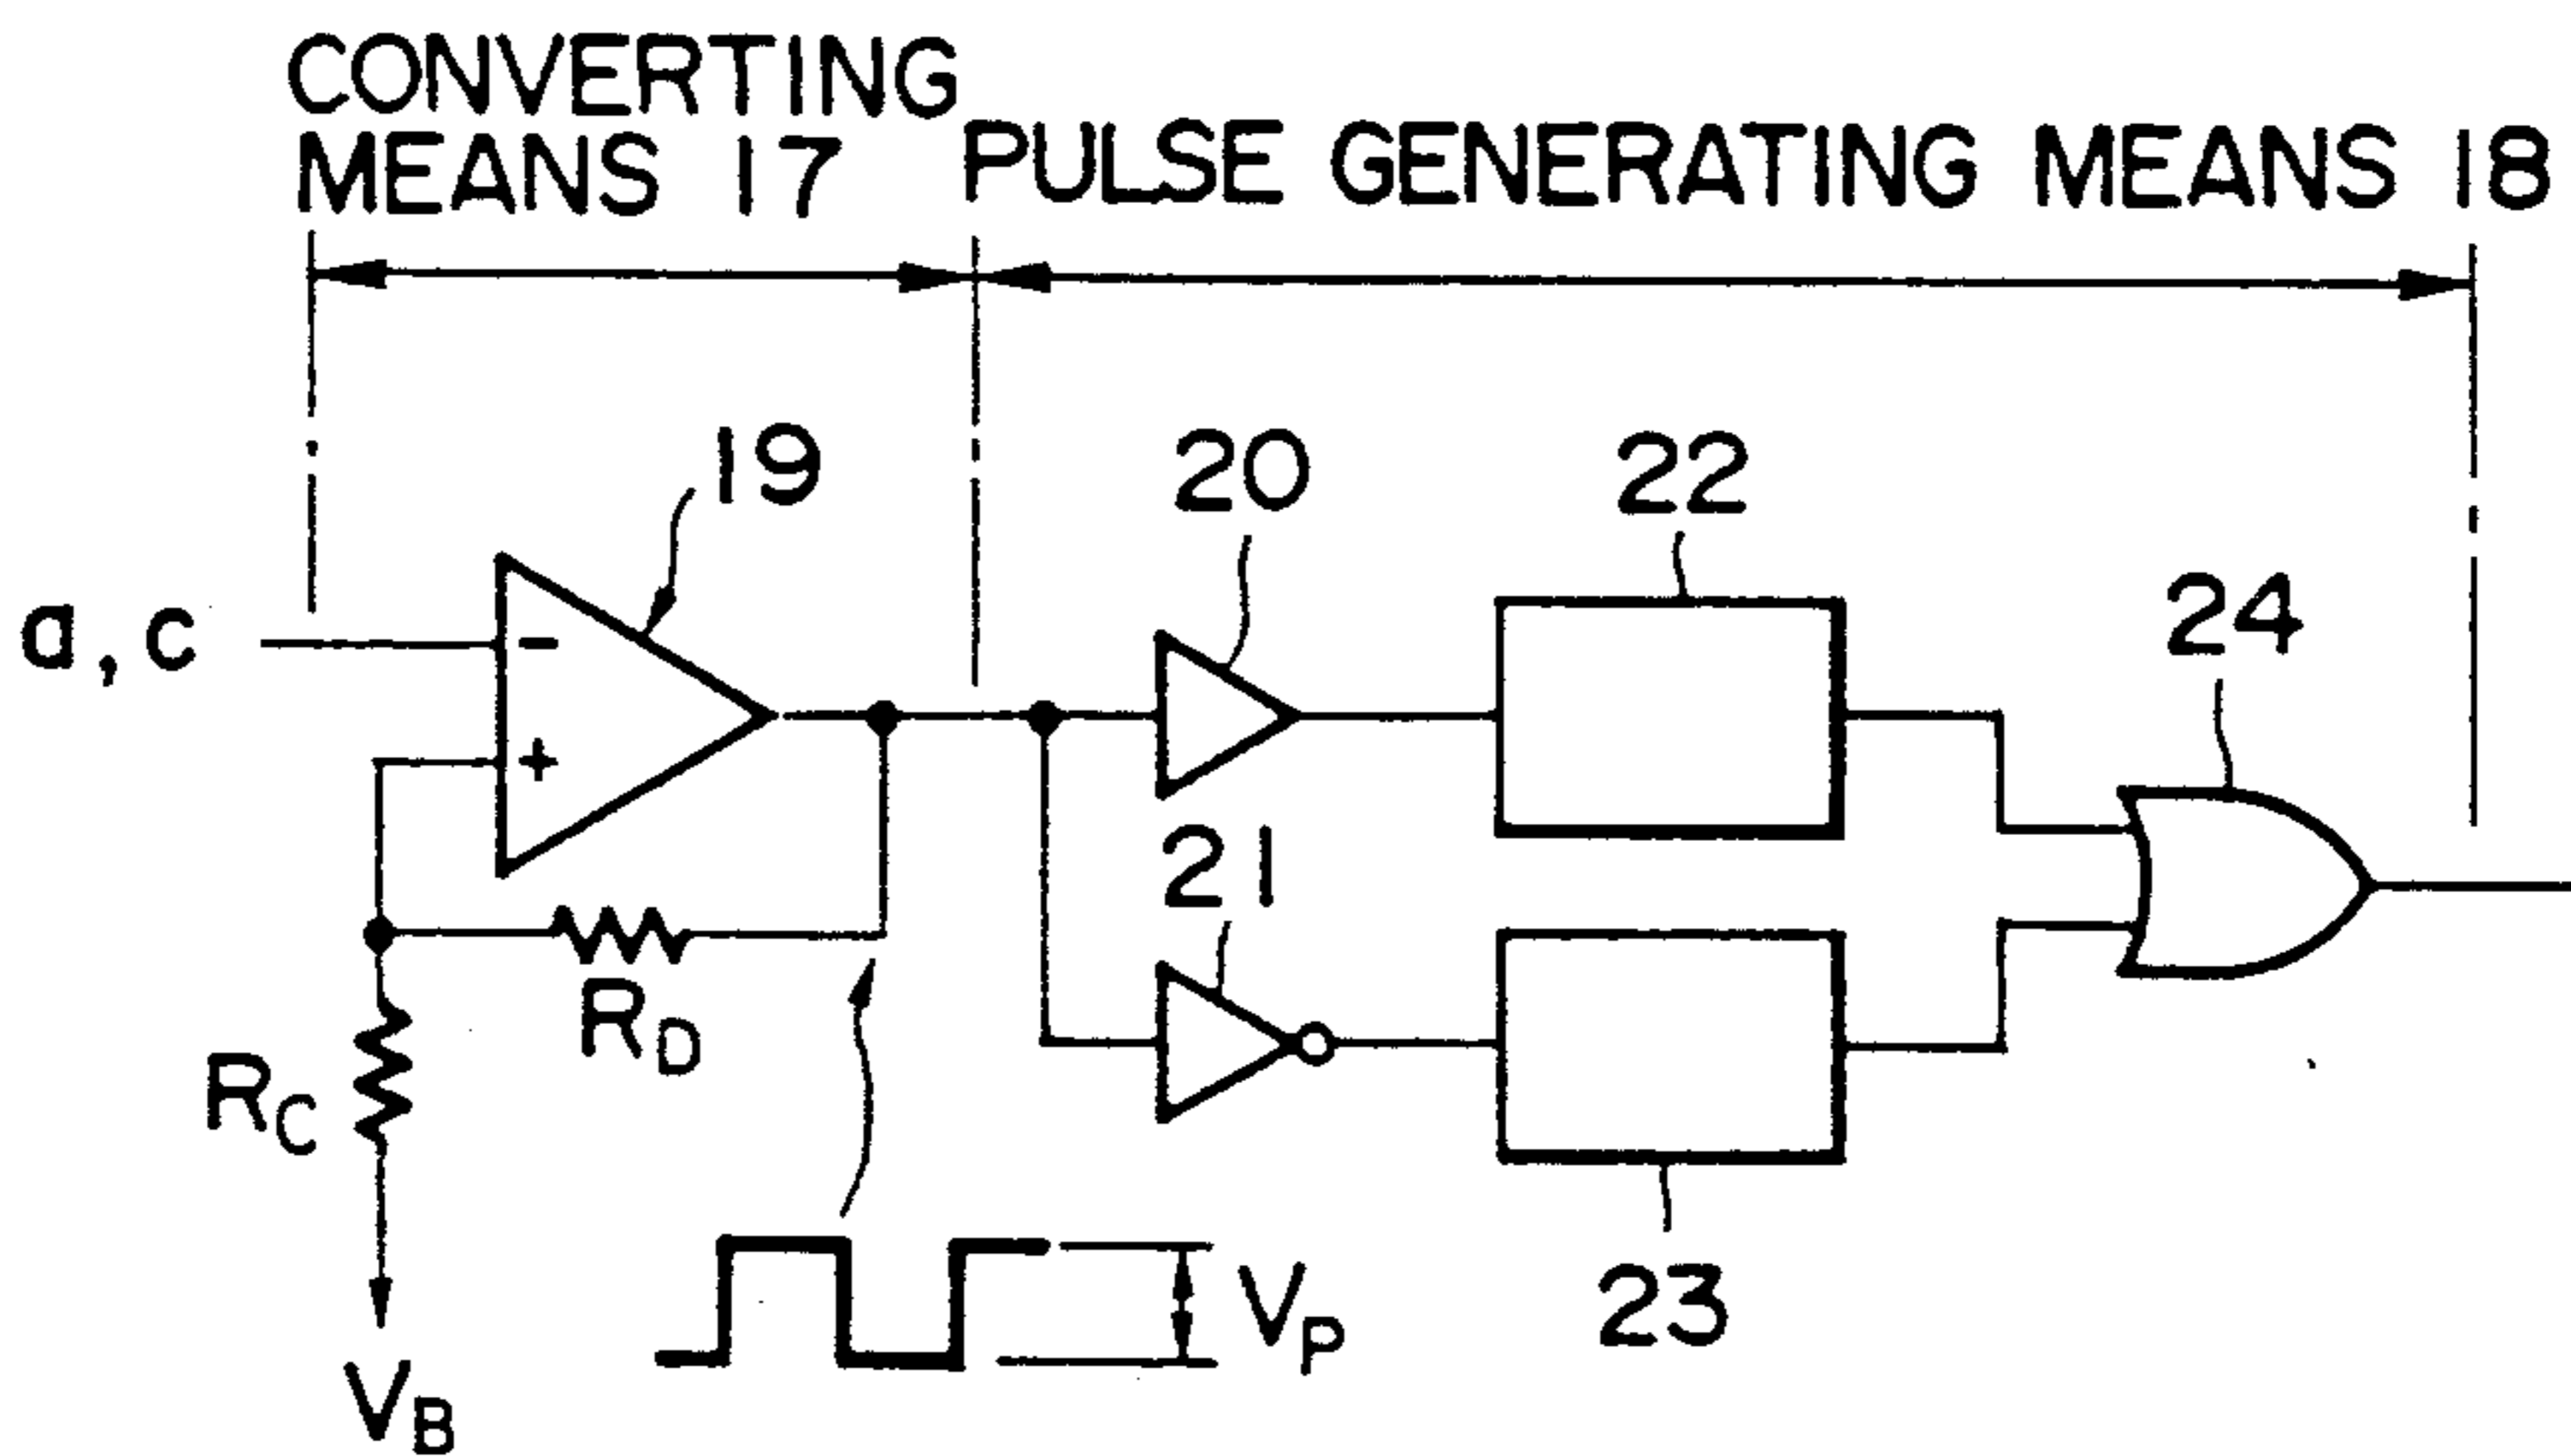 CONVERTING
MEANS 17
PULSE GENERATING MEANS 18
19
20
22
24
a, c
-
+
21
RD
RC
23
VP
VB